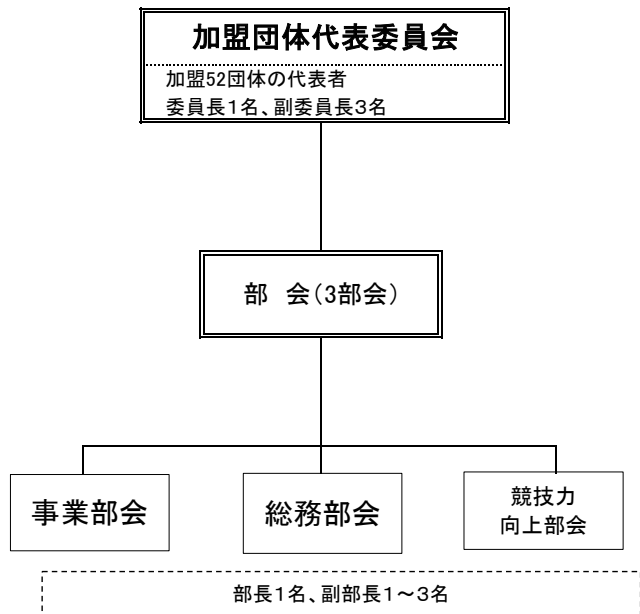 加盟団体代表委員会
加盟52団体の代表者
委員長1名、副委員長3名
部 会(3部会)
事業部会
総務部会
競技力
向上部会
部長1名、副部長1~3名